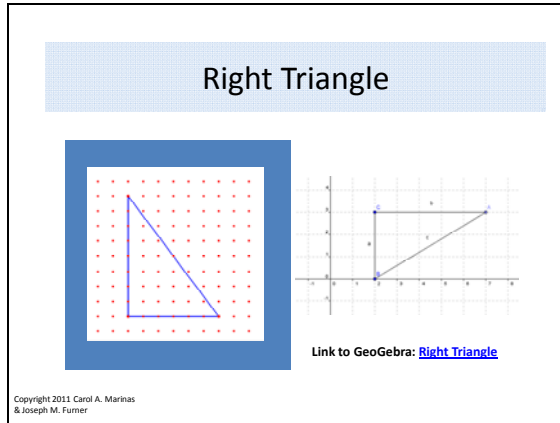 Right Triangle
C
b
A
a
c
B
Link to GeoGebra: Right Triangle
Copyright 2011 Carol A. Marinas
& Joseph M. Furner